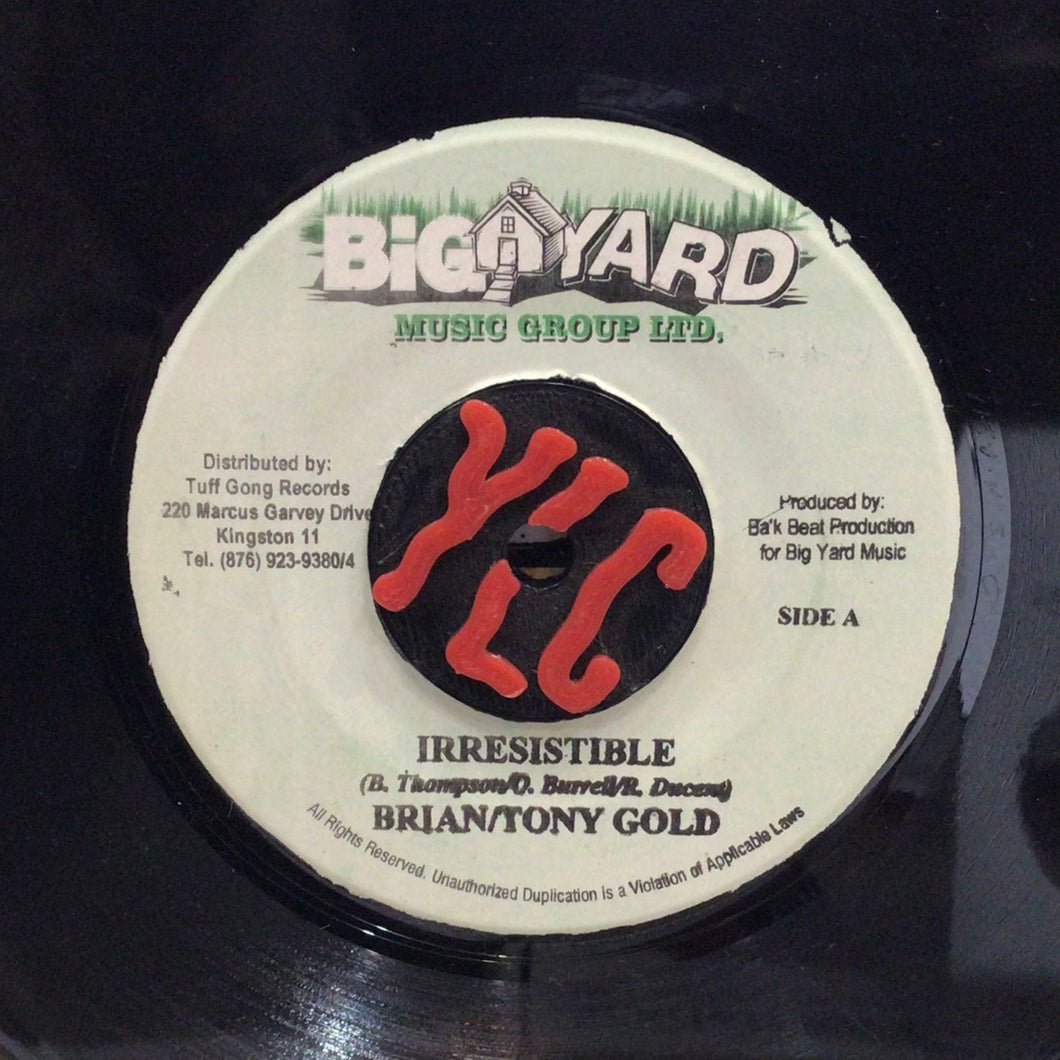 BiG YARD
MUSIC GROUP LTD.
Distributed by:
Tuff Gong Records
220 Marcus Garvey Drive
Kingston 11
Tel. (876) 923-9380/4
Produced by:
Ba'k Beat Production
for Big Yard Music
SIDE A
YLC
IRRESISTIBLE
(B. Thompson/O. Burrell/R. Ducent)
BRIAN/TONY GOLD
All Rights Reserved. Unauthorized Duplication Is a Violation of Applicable Laws